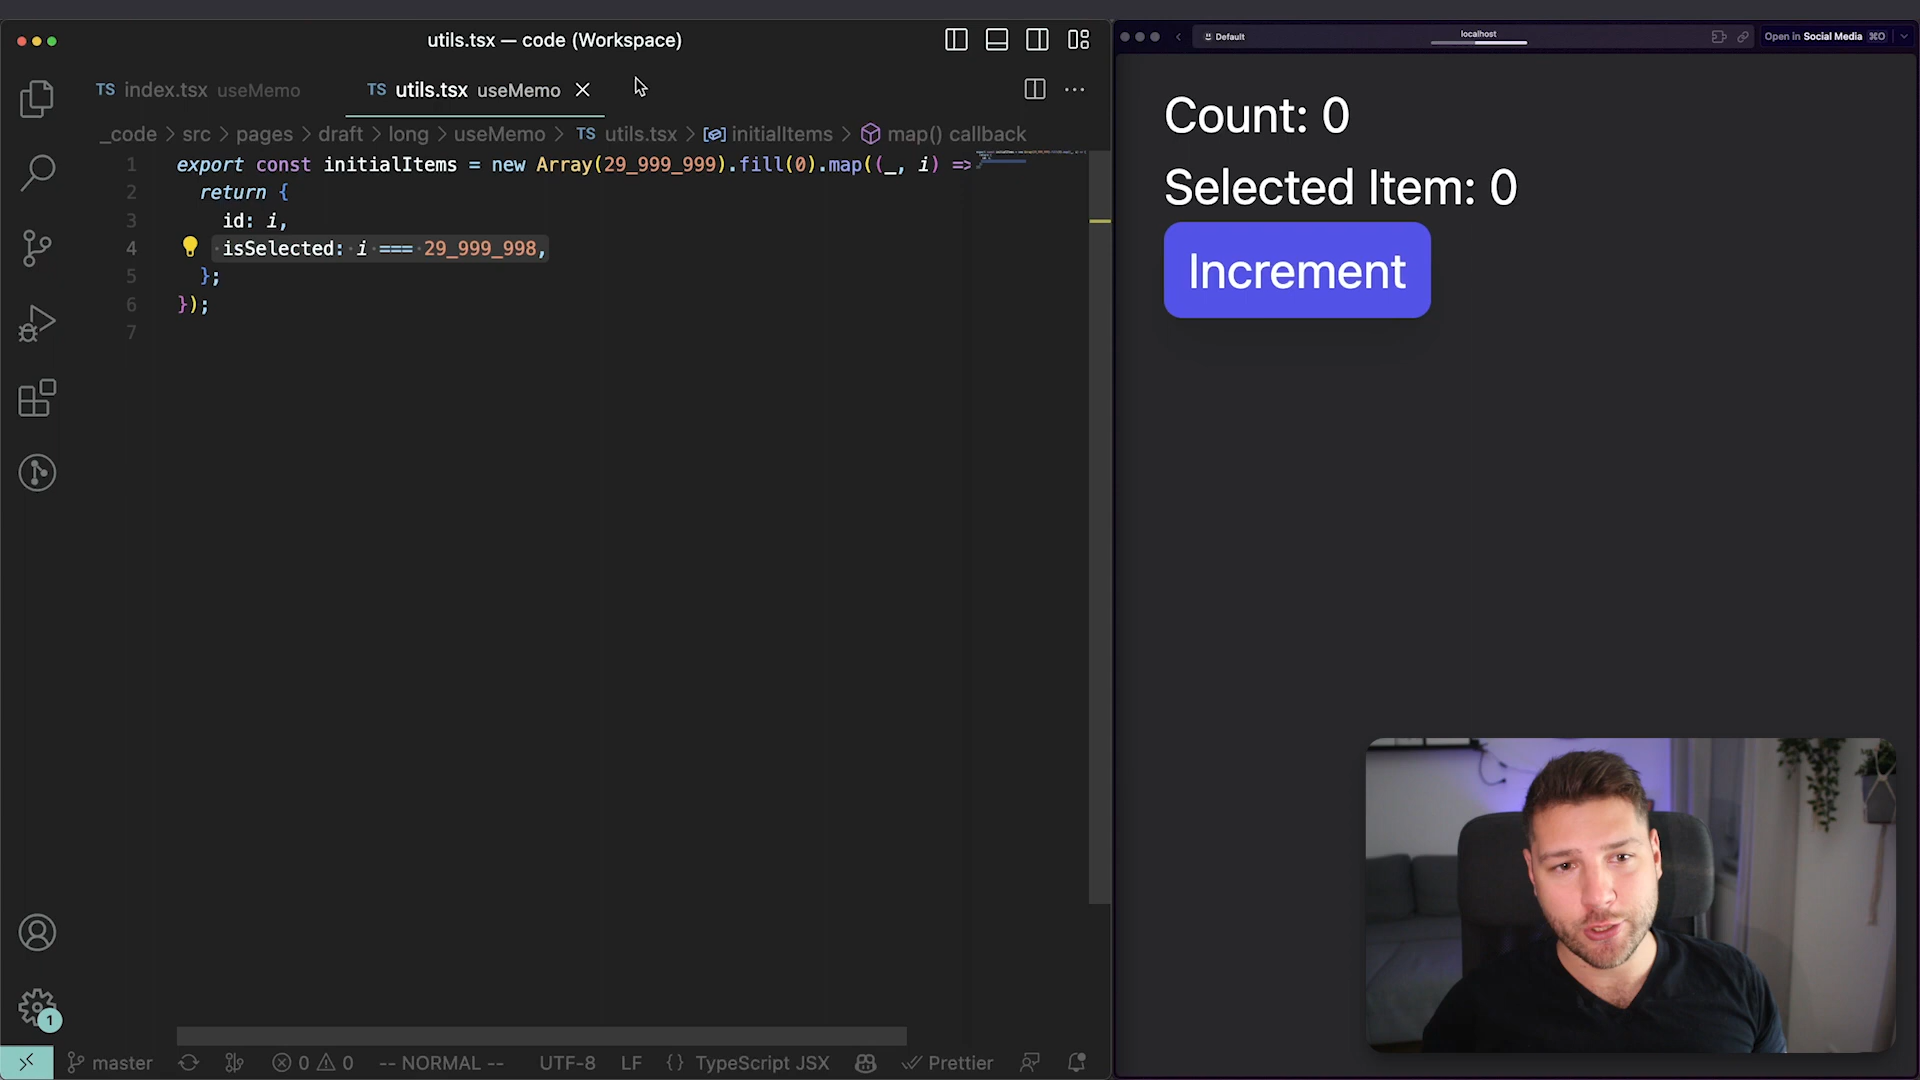 utils.tsx — code (Workspace)
TS index.tsx useMemo
TS utils.tsx useMemo
_code > src > pages > draft > long > useMemo > TS utils.tsx > initialItems > map() callback
1 export const initialItems = new Array(29_999_999).fill(0).map((_, i) =>
2 return {
3 id: i,
4 isSelected: i === 29_999_998,
5 };
6 });
7
1
master
0 0
-- NORMAL --
UTF-8
LF
{} TypeScript JSX
Prettier
Default
localhost
Open in Social Media ⌘O
Count: 0
Selected Item: 0
Increment